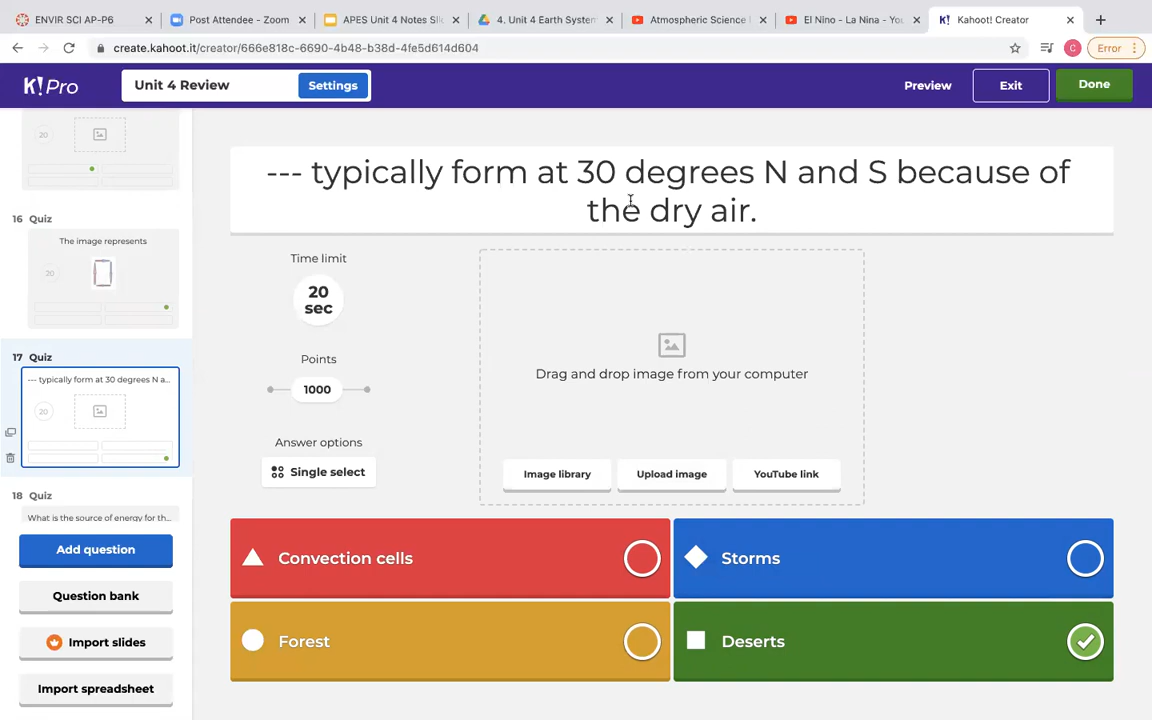 ENVIR SCI AP-P6
Post Attendee - Zoom
APES Unit 4 Notes Slid
4. Unit 4 Earth System
Atmospheric Science
El Nino - La Nina - You
Kahoot! Creator
create.kahoot.it/creator/666e818c-6690-4b48-b38d-4fe5d614d604
C
Error
K!Pro
Unit 4 Review
Settings
Preview
Exit
Done
20
16 Quiz
The image represents
20
17 Quiz
--- typically form at 30 degrees N a...
20
18 Quiz
What is the source of energy for th...
Add question
Question bank
Import slides
Import spreadsheet
--- typically form at 30 degrees N and S because of
the dry air.
Time limit
20
sec
Points
1000
Answer options
Single select
Drag and drop image from your computer
Image library
Upload image
YouTube link
Convection cells
Storms
Forest
Deserts